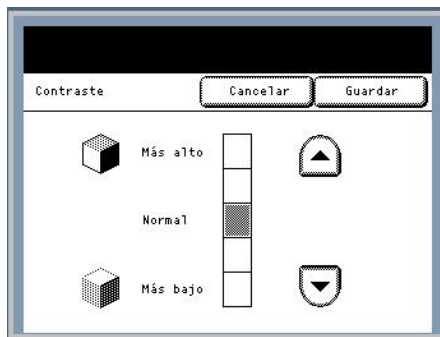 Contraste
Cancelar
Guardar
Más alto
Normal
Más bajo